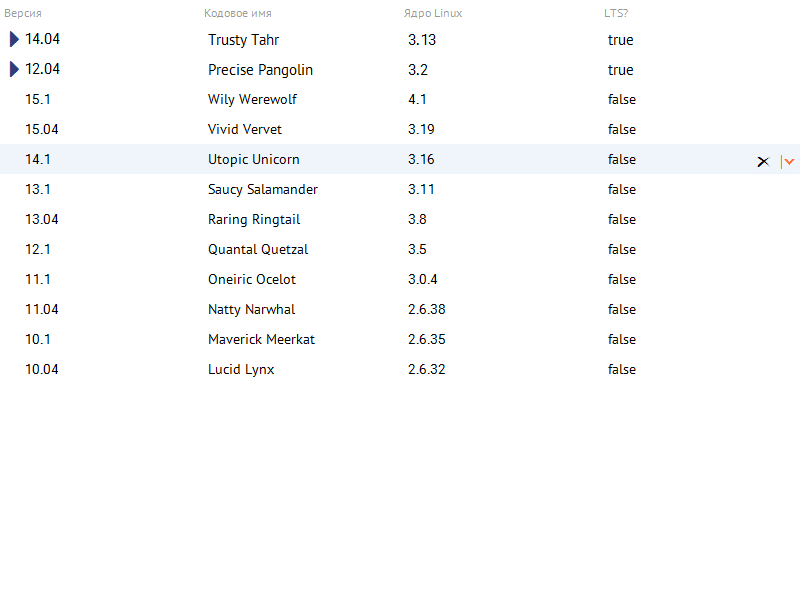 Версия Кодовое имя Ядро Linux LTS?
14.04 Trusty Tahr 3.13 true
12.04 Precise Pangolin 3.2 true
15.1 Wily Werewolf 4.1 false
15.04 Vivid Vervet 3.19 false
14.1 Utopic Unicorn 3.16 false
13.1 Saucy Salamander 3.11 false
13.04 Raring Ringtail 3.8 false
12.1 Quantal Quetzal 3.5 false
11.1 Oneiric Ocelot 3.0.4 false
11.04 Natty Narwhal 2.6.38 false
10.1 Maverick Meerkat 2.6.35 false
10.04 Lucid Lynx 2.6.32 false